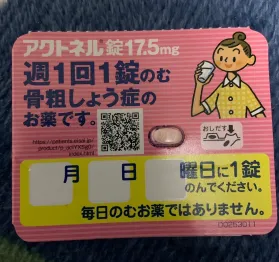 アクトネル錠17.5mg
週1回1錠のむ
骨粗しょう症の
お薬です。
おしだす
月 日 曜日に1錠
のんでください。
毎日のむお薬ではありません。